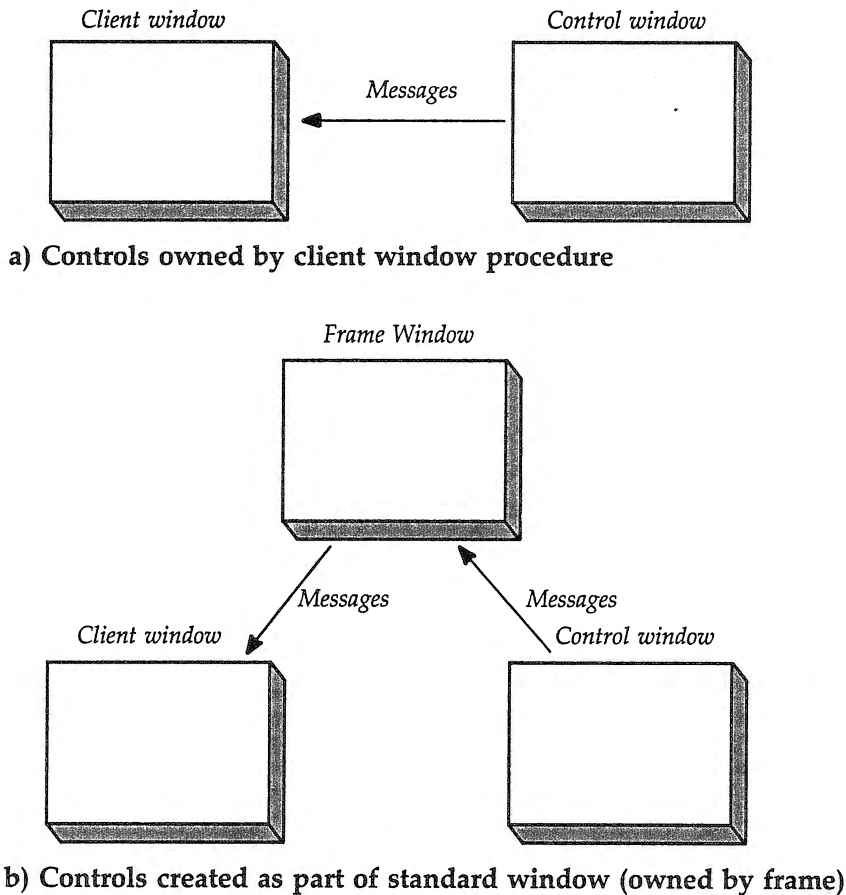 Client window
Control window
Messages
a) Controls owned by client window procedure
Frame Window
Messages
Messages
Client window
Control window
b) Controls created as part of standard window (owned by frame)